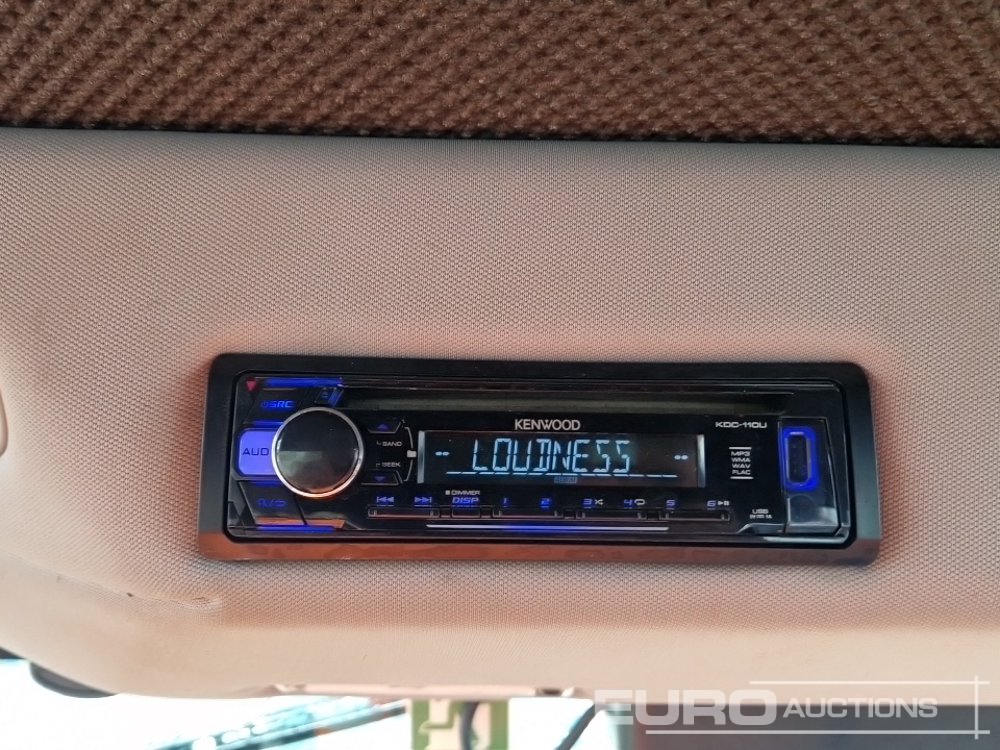 SRC
KENWOOD
KDC-110U
BAND
AUD
LOUDNESS
SEEK
MP3
WMA
WAV
FLAC
DIMMER
DISP 1 2 3 4 5 6
USB
EURO AUCTIONS